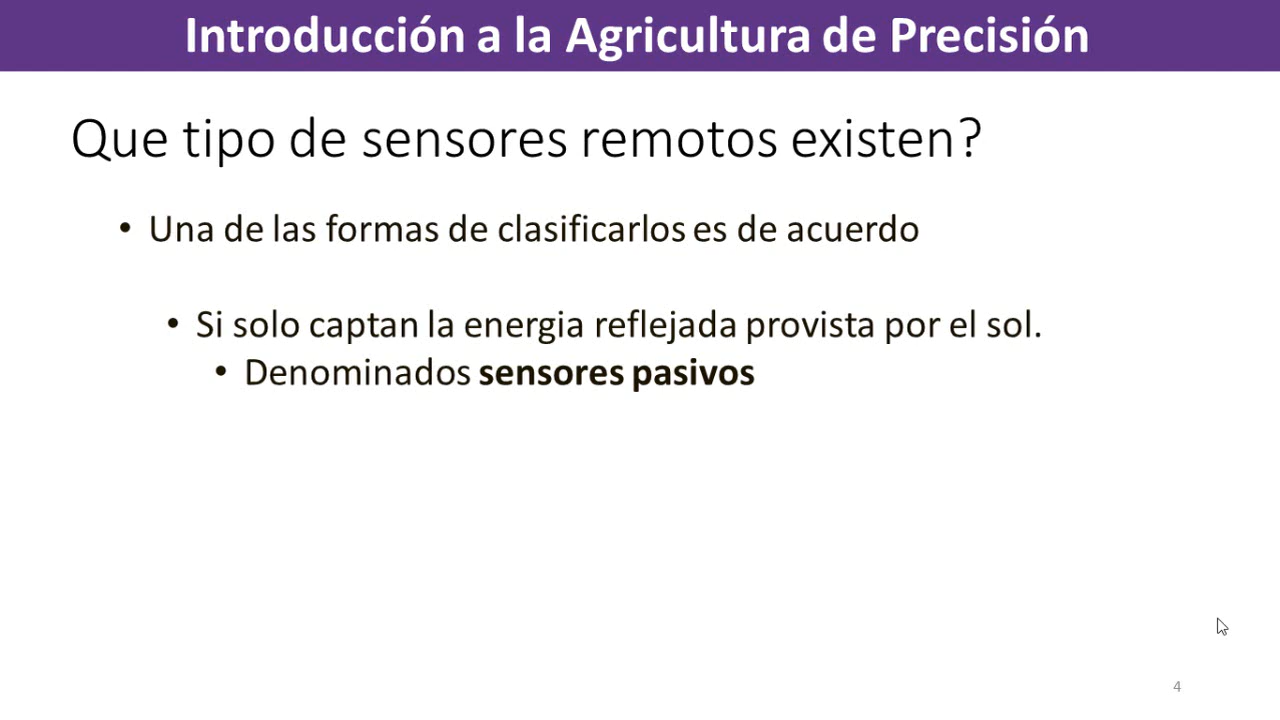 Introducción a la Agricultura de Precisión
Que tipo de sensores remotos existen?
• Una de las formas de clasificarlos es de acuerdo
• Si solo captan la energia reflejada provista por el sol.
• Denominados sensores pasivos
4